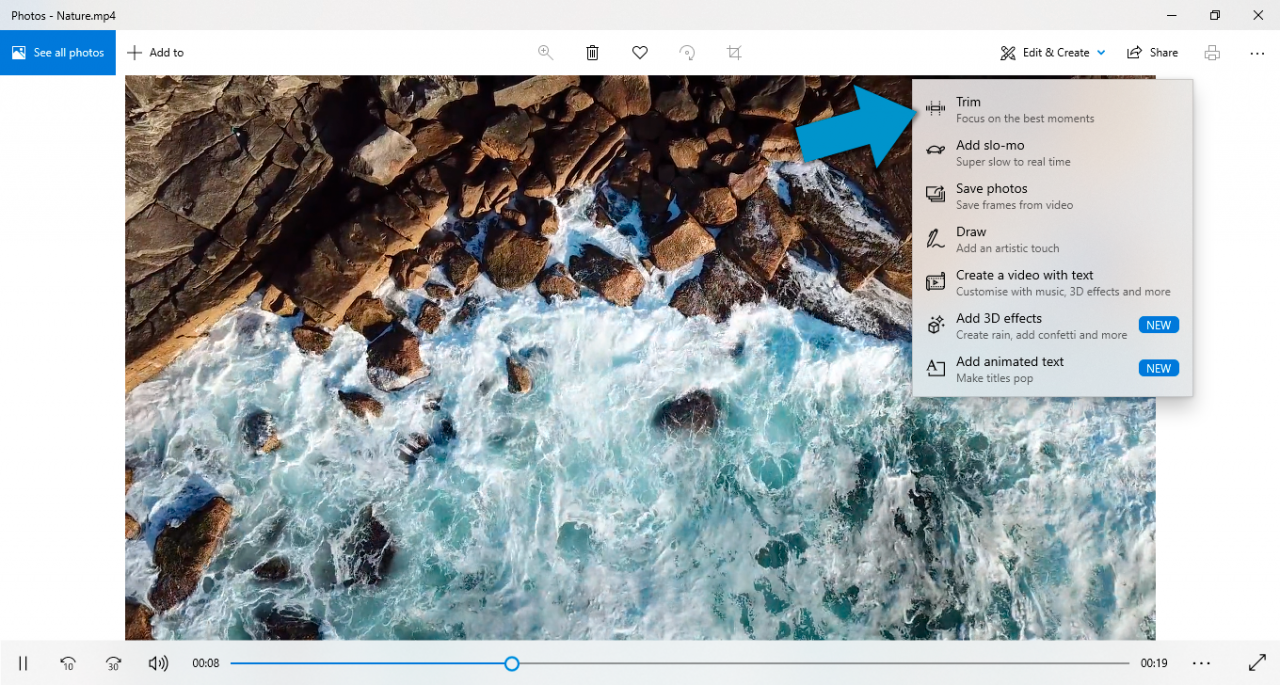 Photos - Nature.mp4
See all photos
Add to
Edit & Create
Share
Trim
Focus on the best moments
Add slo-mo
Super slow to real time
Save photos
Save frames from video
Draw
Add an artistic touch
Create a video with text
Customise with music, 3D effects and more
Add 3D effects
Create rain, add confetti and more
NEW
Add animated text
Make titles pop
NEW
10
30
00:08
00:19